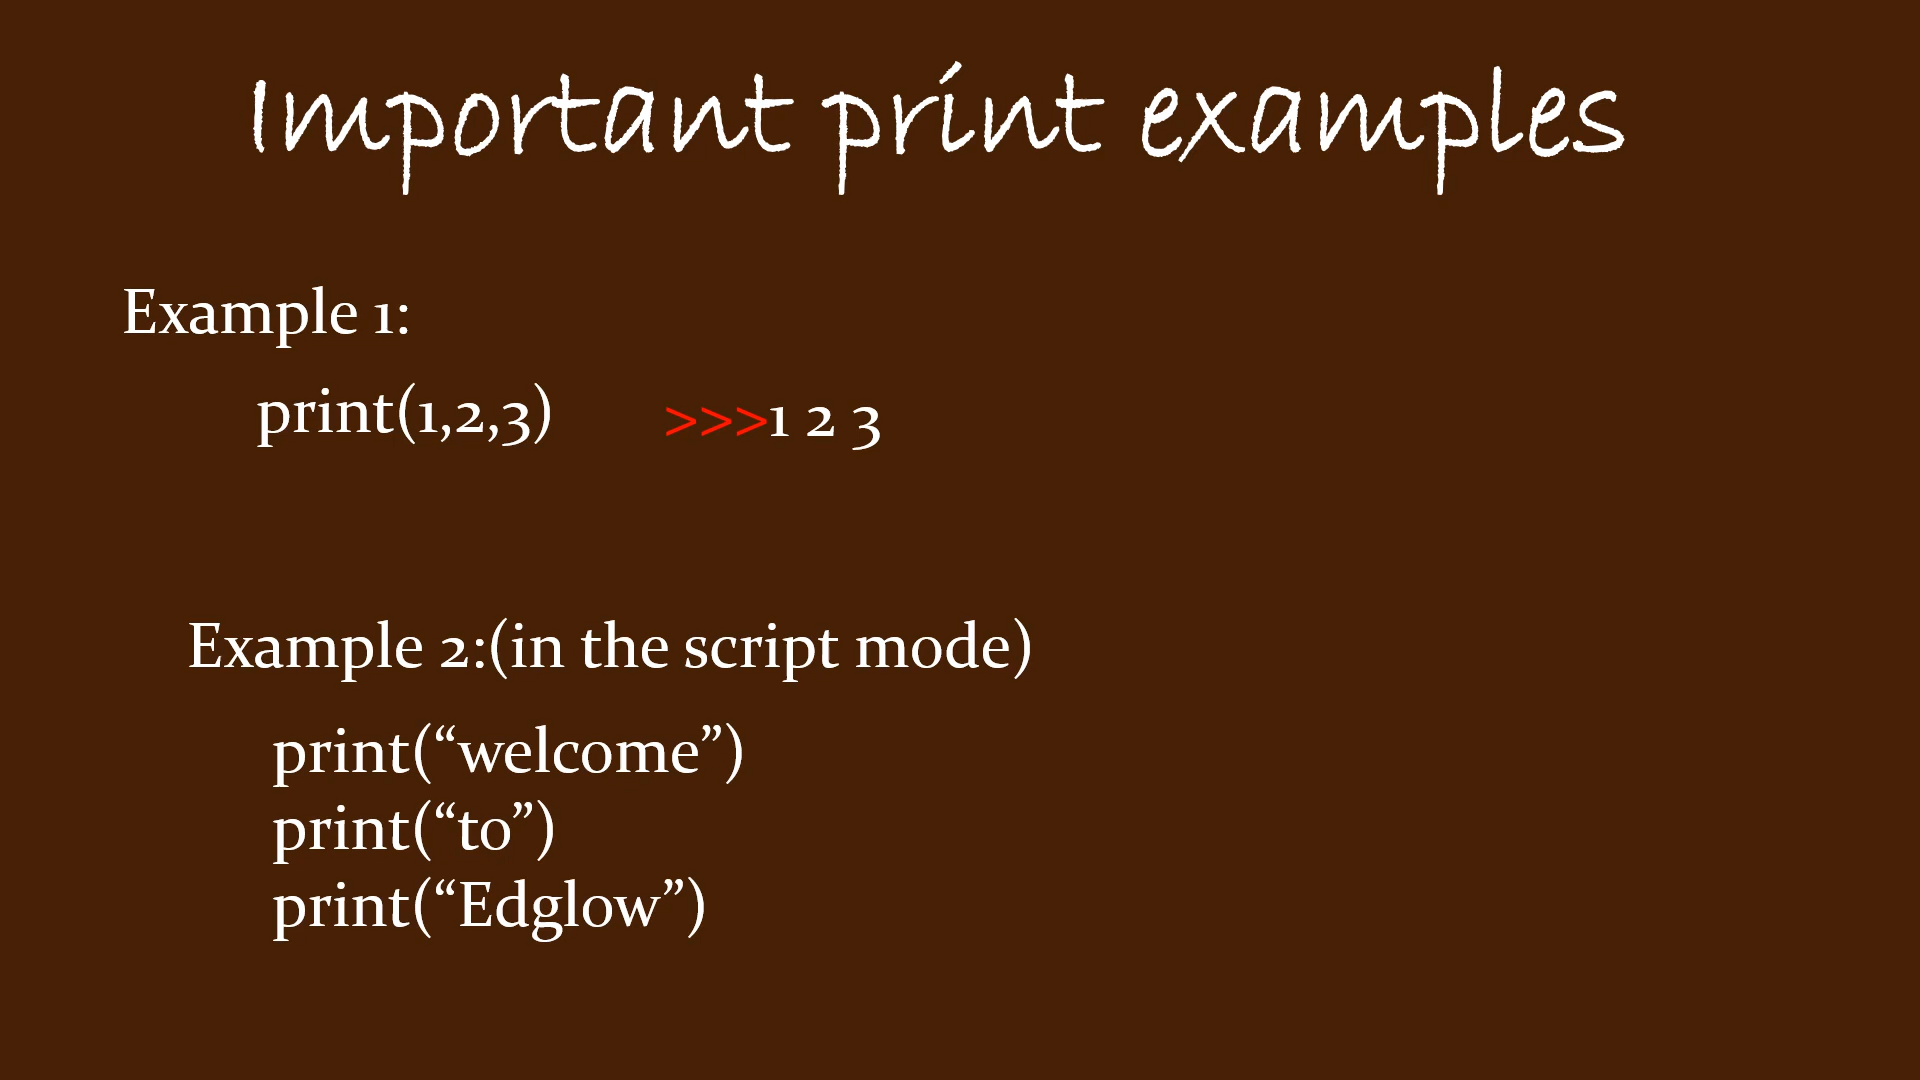 Important print examples
Example 1:
print(1,2,3) >>>1 2 3
Example 2:(in the script mode)
print(“welcome”)
print(“to”)
print(“Edglow”)